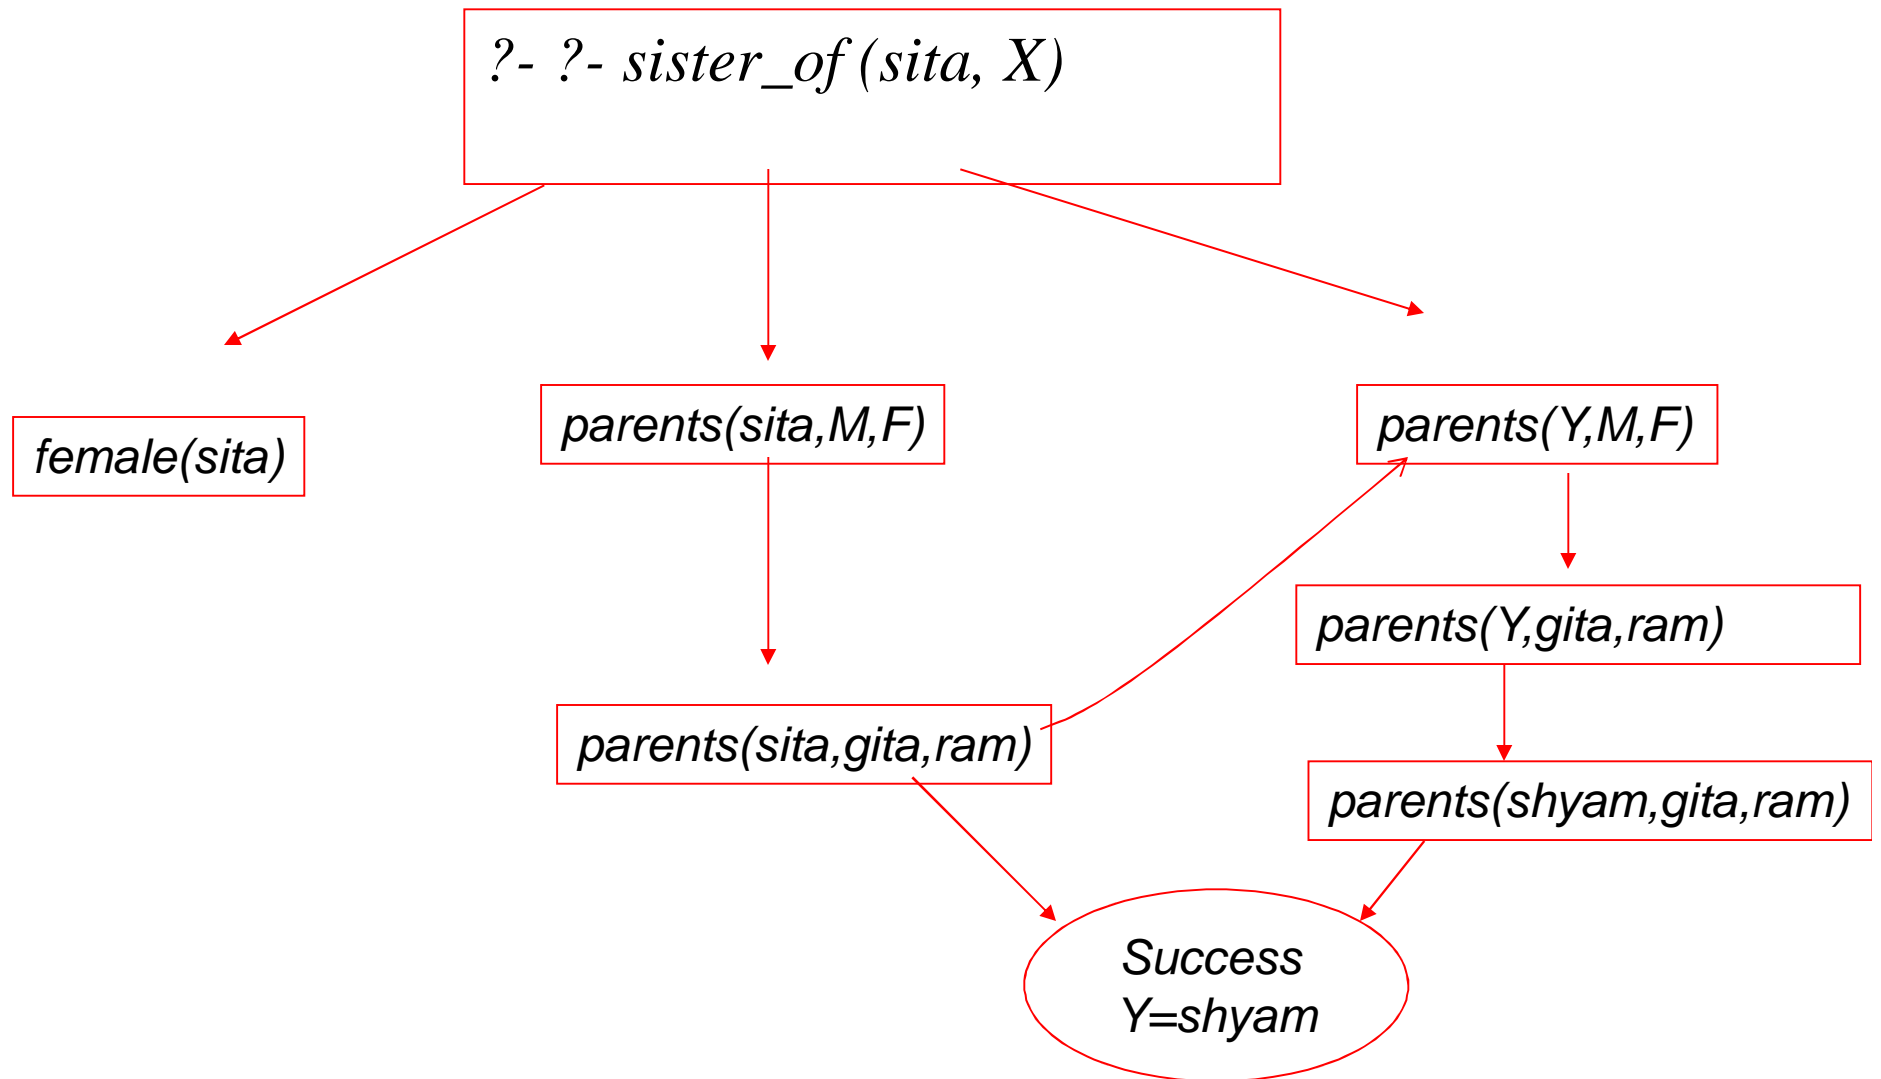 ?- ?- sister_of (sita, X)
female(sita)
parents(sita,M,F)
parents(Y,M,F)
parents(Y,gita,ram)
parents(sita,gita,ram)
parents(shyam,gita,ram)
Success
Y=shyam